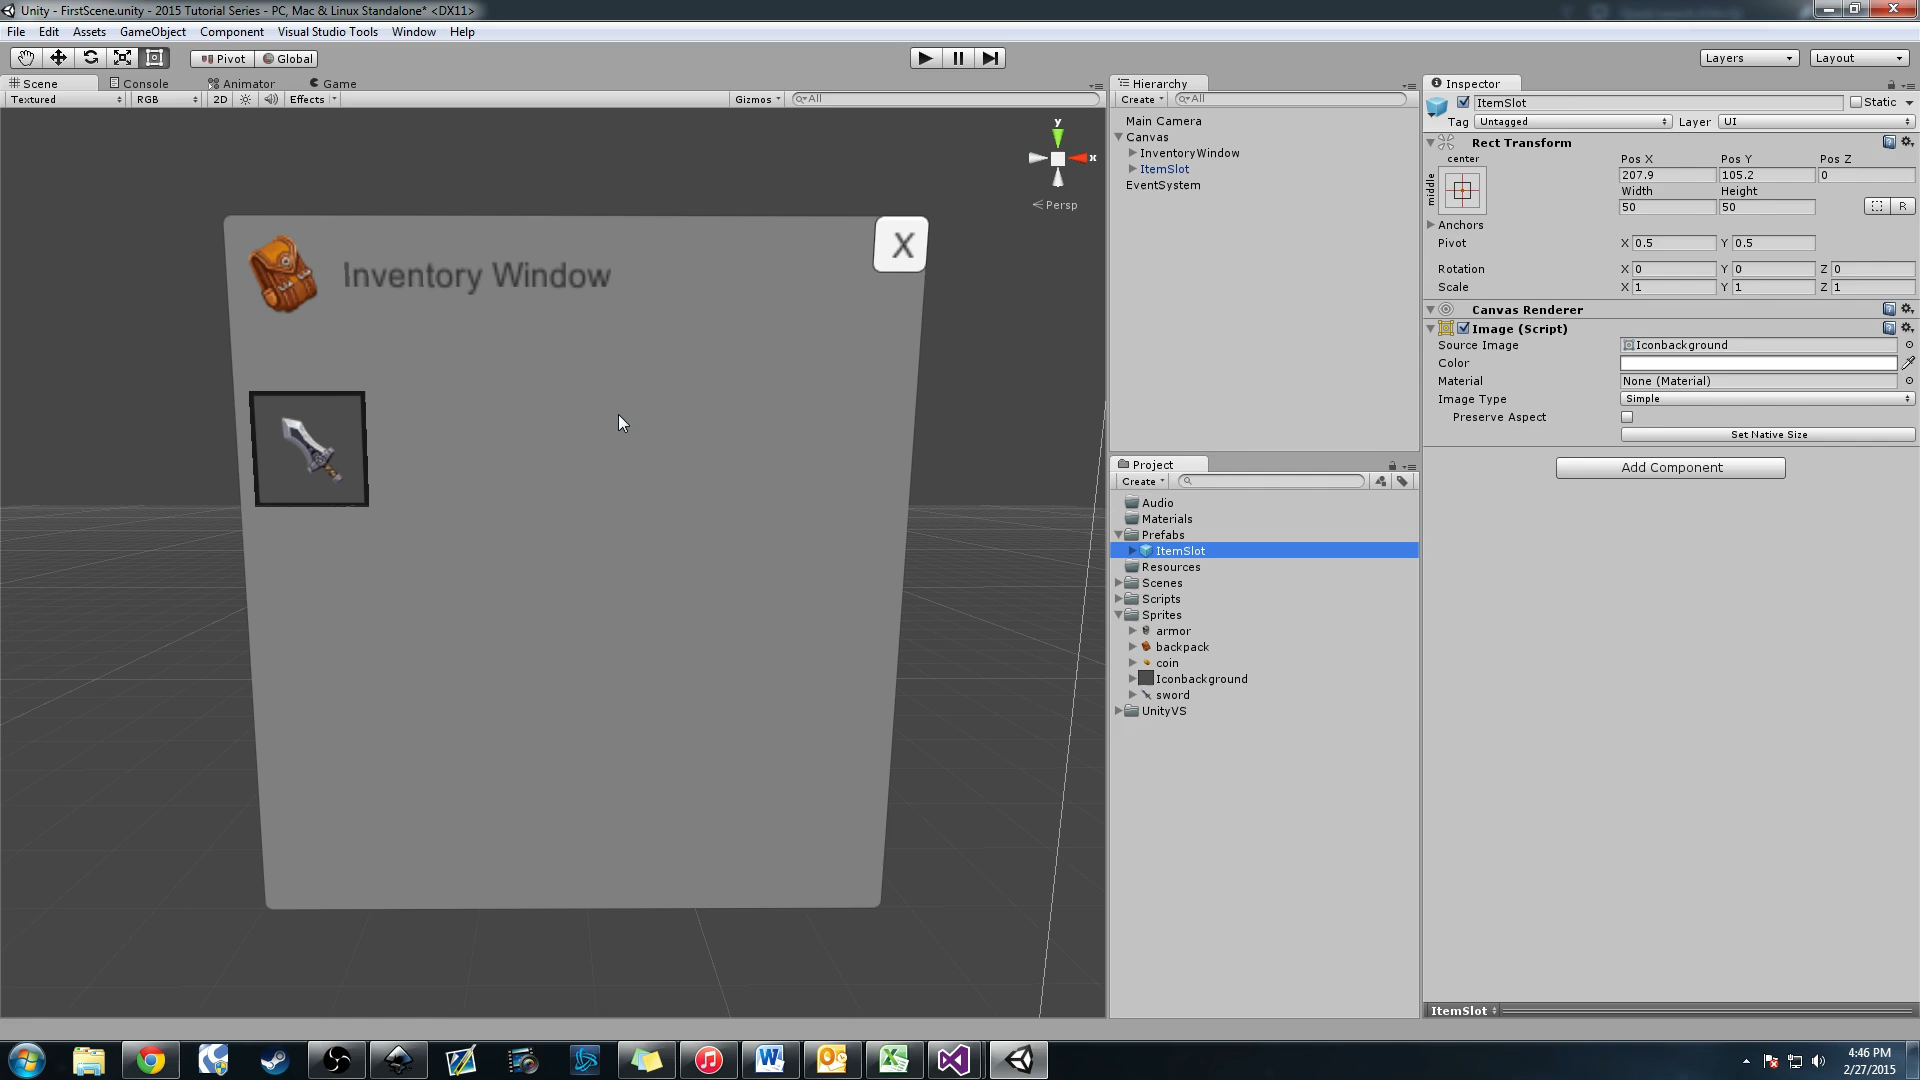 Unity - FirstScene.unity - 2015 Tutorial Series - PC, Mac & Linux Standalone* <DX11>
File Edit Assets GameObject Component Visual Studio Tools Window Help
Pivot Global Layers Layout
Scene Console Animator Game
Textured RGB 2D Effects Gizmos All
y
x
Persp
Inventory Window
X
Hierarchy
Create All
Main Camera
Canvas
InventoryWindow
ItemSlot
EventSystem
Project
Create
Audio
Materials
Prefabs
ItemSlot
Resources
Scenes
Scripts
Sprites
armor
backpack
coin
Iconbackground
sword
UnityVS
Inspector
ItemSlot Static
Tag Untagged Layer UI
Rect Transform
center
middle
Pos X Pos Y Pos Z
207.9 105.2 0
Width Height
50 50 R
Anchors
Pivot X 0.5 Y 0.5
Rotation X 0 Y 0 Z 0
Scale X 1 Y 1 Z 1
Canvas Renderer
Image (Script)
Source Image Iconbackground
Color
Material None (Material)
Image Type Simple
Preserve Aspect
Set Native Size
Add Component
ItemSlot
4:46 PM
2/27/2015